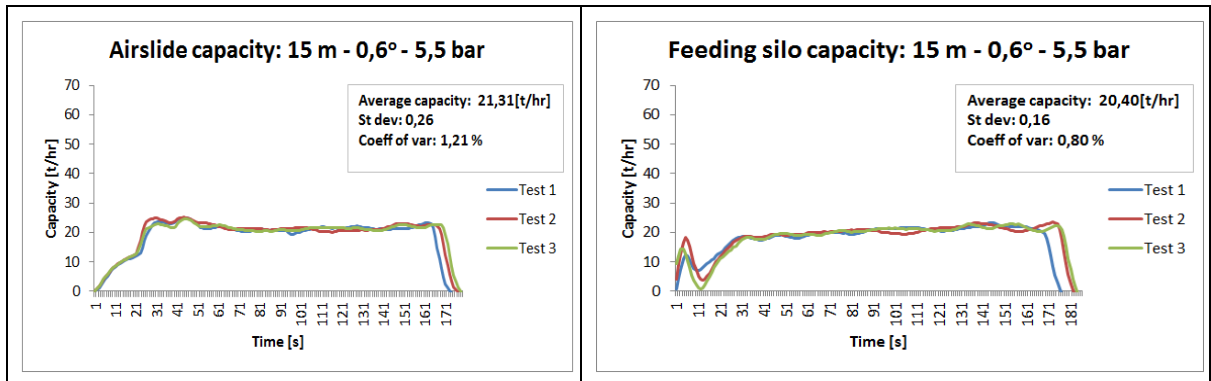 Airslide capacity: 15 m - 0,6° - 5,5 bar
Capacity [t/hr]
70
60
50
40
30
20
10
0
Average capacity: 21,31[t/hr]
St dev: 0,26
Coeff of var: 1,21 %
Test 1
Test 2
Test 3
1 11 21 31 41 51 61 71 81 91 101 111 121 131 141 151 161 171
Time [s]
Feeding silo capacity: 15 m - 0,6° - 5,5 bar
Capacity [t/hr]
70
60
50
40
30
20
10
0
Average capacity: 20,40[t/hr]
St dev: 0,16
Coeff of var: 0,80 %
Test 1
Test 2
Test 3
1 11 21 31 41 51 61 71 81 91 101 111 121 131 141 151 161 171 181
Time [s]